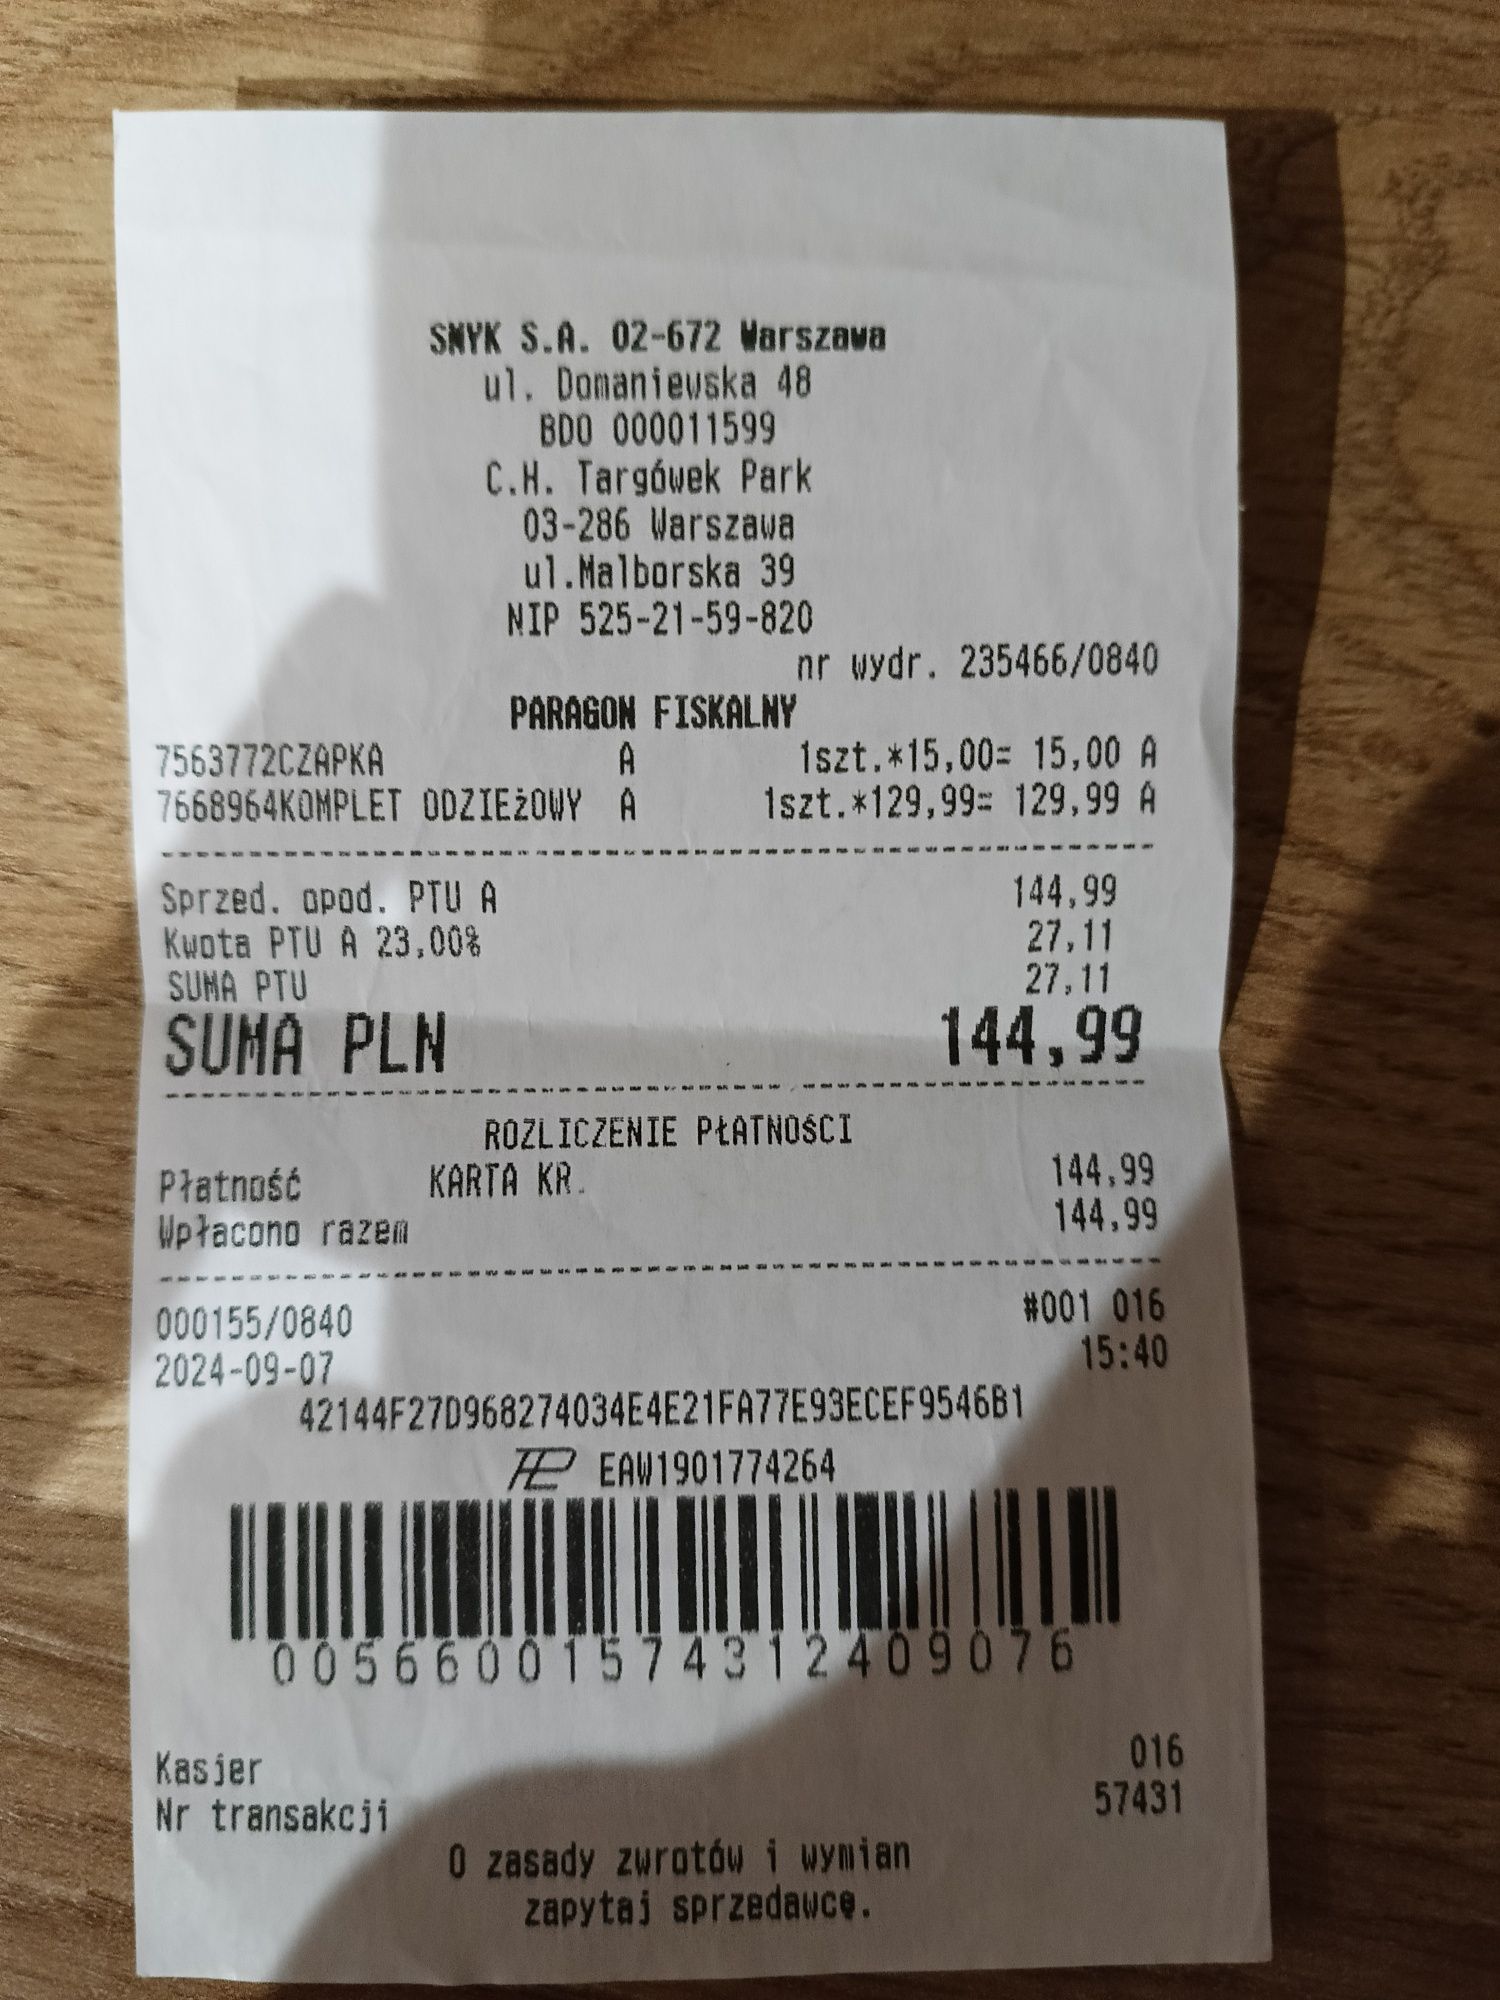 SMYK S.A. 02-672 Warszawa
ul. Domaniewska 48
BDO 000011599
C.H. Targówek Park
03-286 Warszawa
ul.Malborska 39
NIP 525-21-59-820
nr wydr. 235466/0840
PARAGON FISKALNY
7563772CZAPKA A 1szt.*15,00= 15,00 A
7668964KOMPLET ODZIEżOWY A 1szt.*129,99= 129,99 A
Sprzed. opod. PTU A 144,99
Kwota PTU A 23,00% 27,11
SUMA PTU 27,11
SUMA PLN 144,99
ROZLICZENIE PŁATNOśCI
Płatność KARTA KR. 144,99
Wpłacono razem 144,99
000155/0840 #001 016
2024-09-07 15:40
42144F27D968274034E4E21FA77E93ECEF9546B1
EAW1901774264
00566001574312409076
Kasjer 016
Nr transakcji 57431
O zasady zwrotów i wymian
zapytaj sprzedawcę.